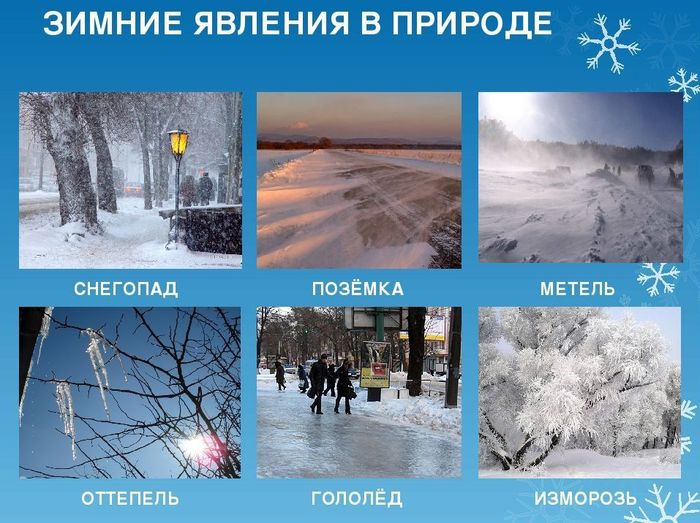 ЗИМНИЕ ЯВЛЕНИЯ В ПРИРОДЕ
СНЕГОПАД
ПОЗЁМКА
МЕТЕЛЬ
ОТТЕПЕЛЬ
ГОЛОЛЁД
ИЗМОРОЗЬ